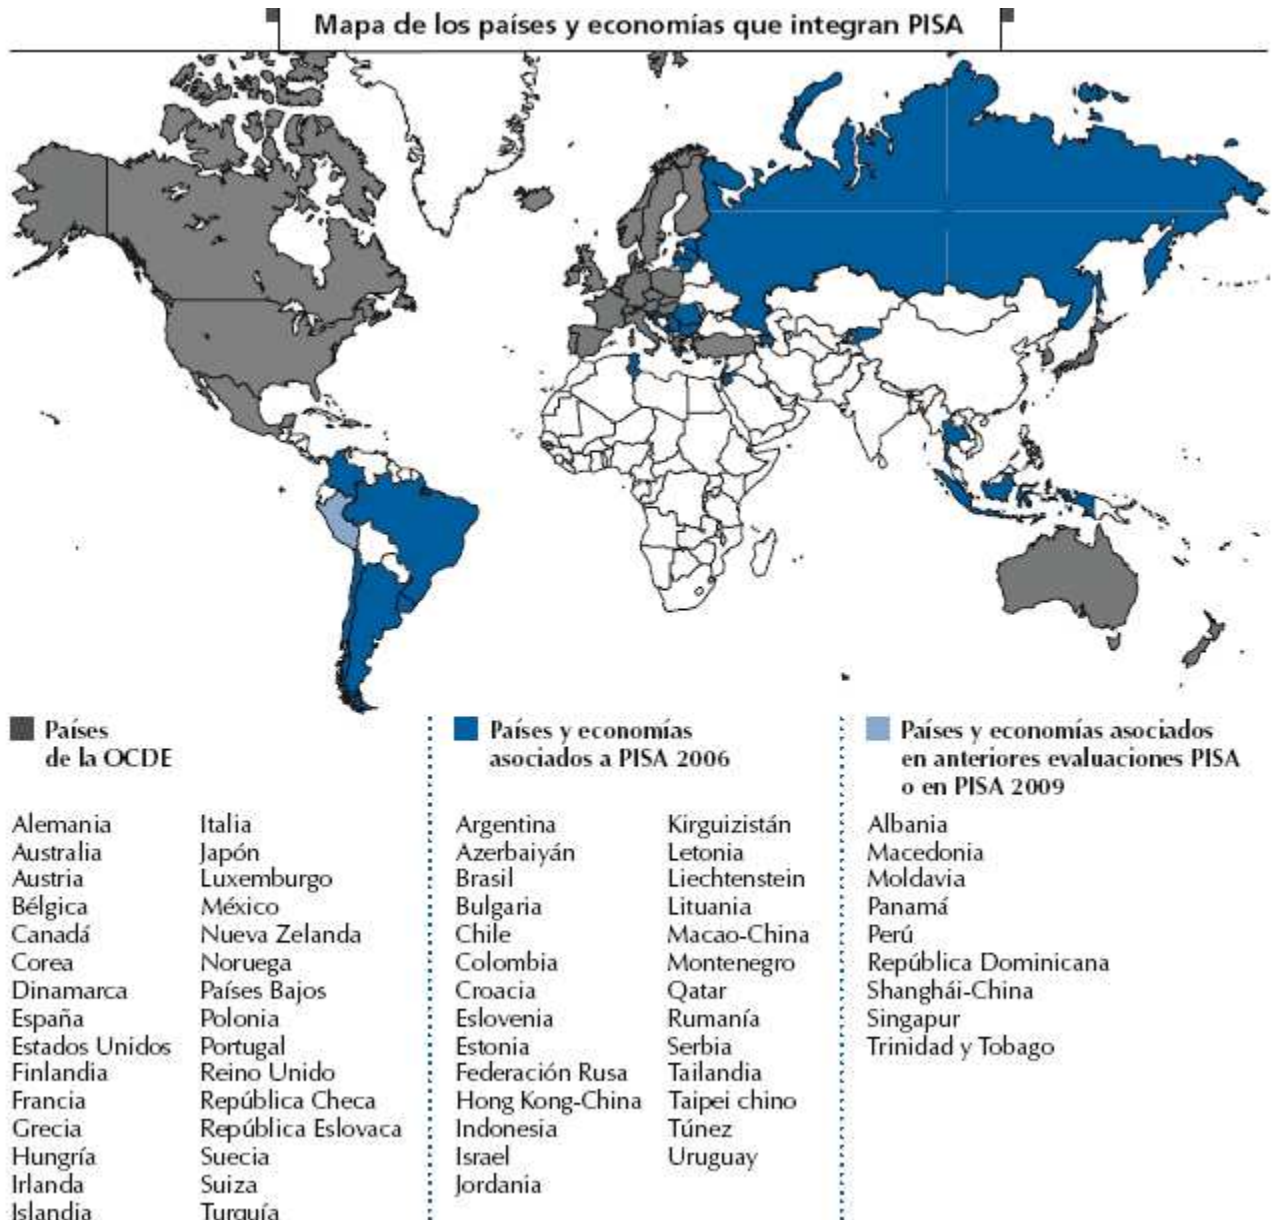 Mapa de los países y economías que integran PISA
Países
de la OCDE
Alemania
Australia
Austria
Bélgica
Canadá
Corea
Dinamarca
España
Estados Unidos
Finlandia
Francia
Grecia
Hungría
Irlanda
Islandia
Italia
Japón
Luxemburgo
México
Nueva Zelanda
Noruega
Países Bajos
Polonia
Portugal
Reino Unido
República Checa
República Eslovaca
Suecia
Suiza
Turquía
Países y economías
asociados a PISA 2006
Argentina
Azerbaiyán
Brasil
Bulgaria
Chile
Colombia
Croacia
Eslovenia
Estonia
Federación Rusa
Hong Kong-China
Indonesia
Israel
Jordania
Kirguizistán
Letonia
Liechtenstein
Lituania
Macao-China
Montenegro
Qatar
Rumanía
Serbia
Tailandia
Taipei chino
Túnez
Uruguay
Países y economías asociados
en anteriores evaluaciones PISA
o en PISA 2009
Albania
Macedonia
Moldavia
Panamá
Perú
República Dominicana
Shanghái-China
Singapur
Trinidad y Tobago